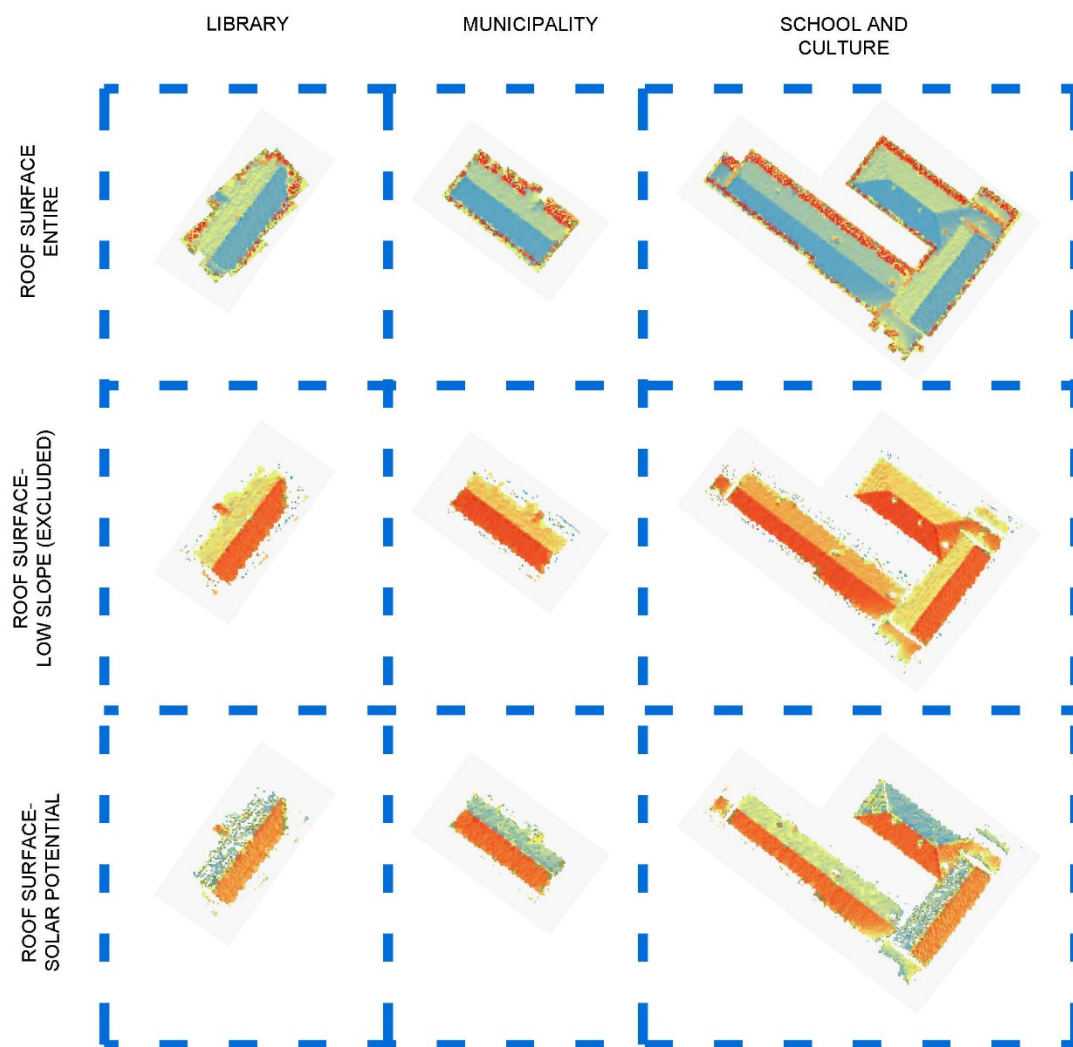 LIBRARY
MUNICIPALITY
SCHOOL AND
CULTURE
ROOF SURFACE
ENTIRE
ROOF SURFACE-
LOW SLOPE (EXCLUDED)
ROOF SURFACE-
SOLAR POTENTIAL